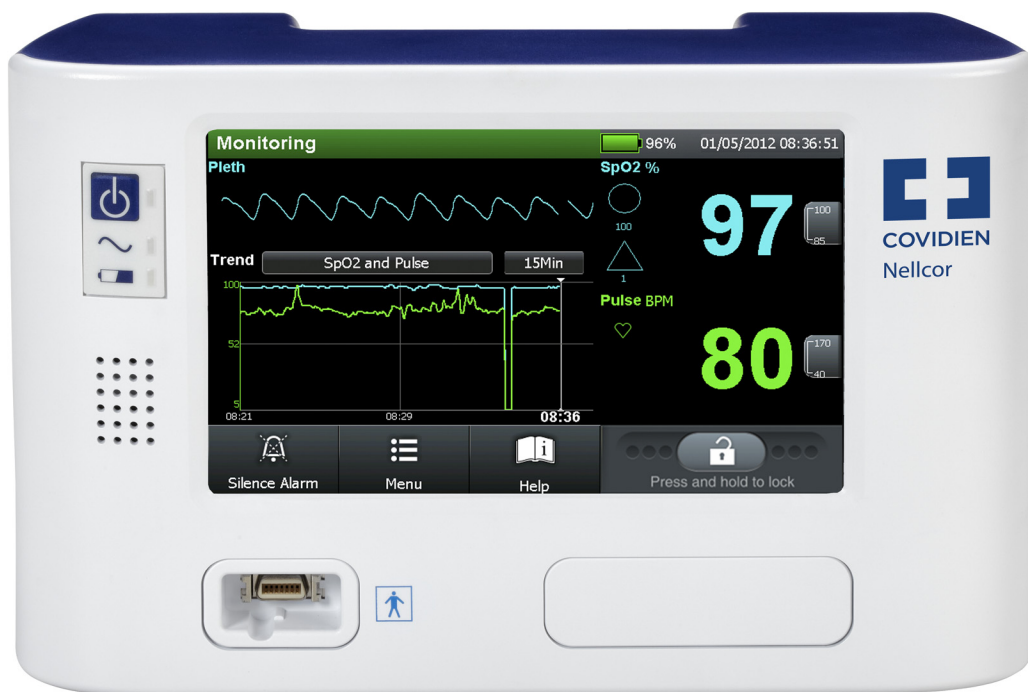 Monitoring
96%
01/05/2012 08:36:51
Pleth
SpO2 %
100
1
97
100
85
Trend
SpO2 and Pulse
15Min
100
52
5
08:21
08:29
08:36
Pulse BPM
80
170
40
Silence Alarm
Menu
i
Help
Press and hold to lock
COVIDIEN
Nellcor